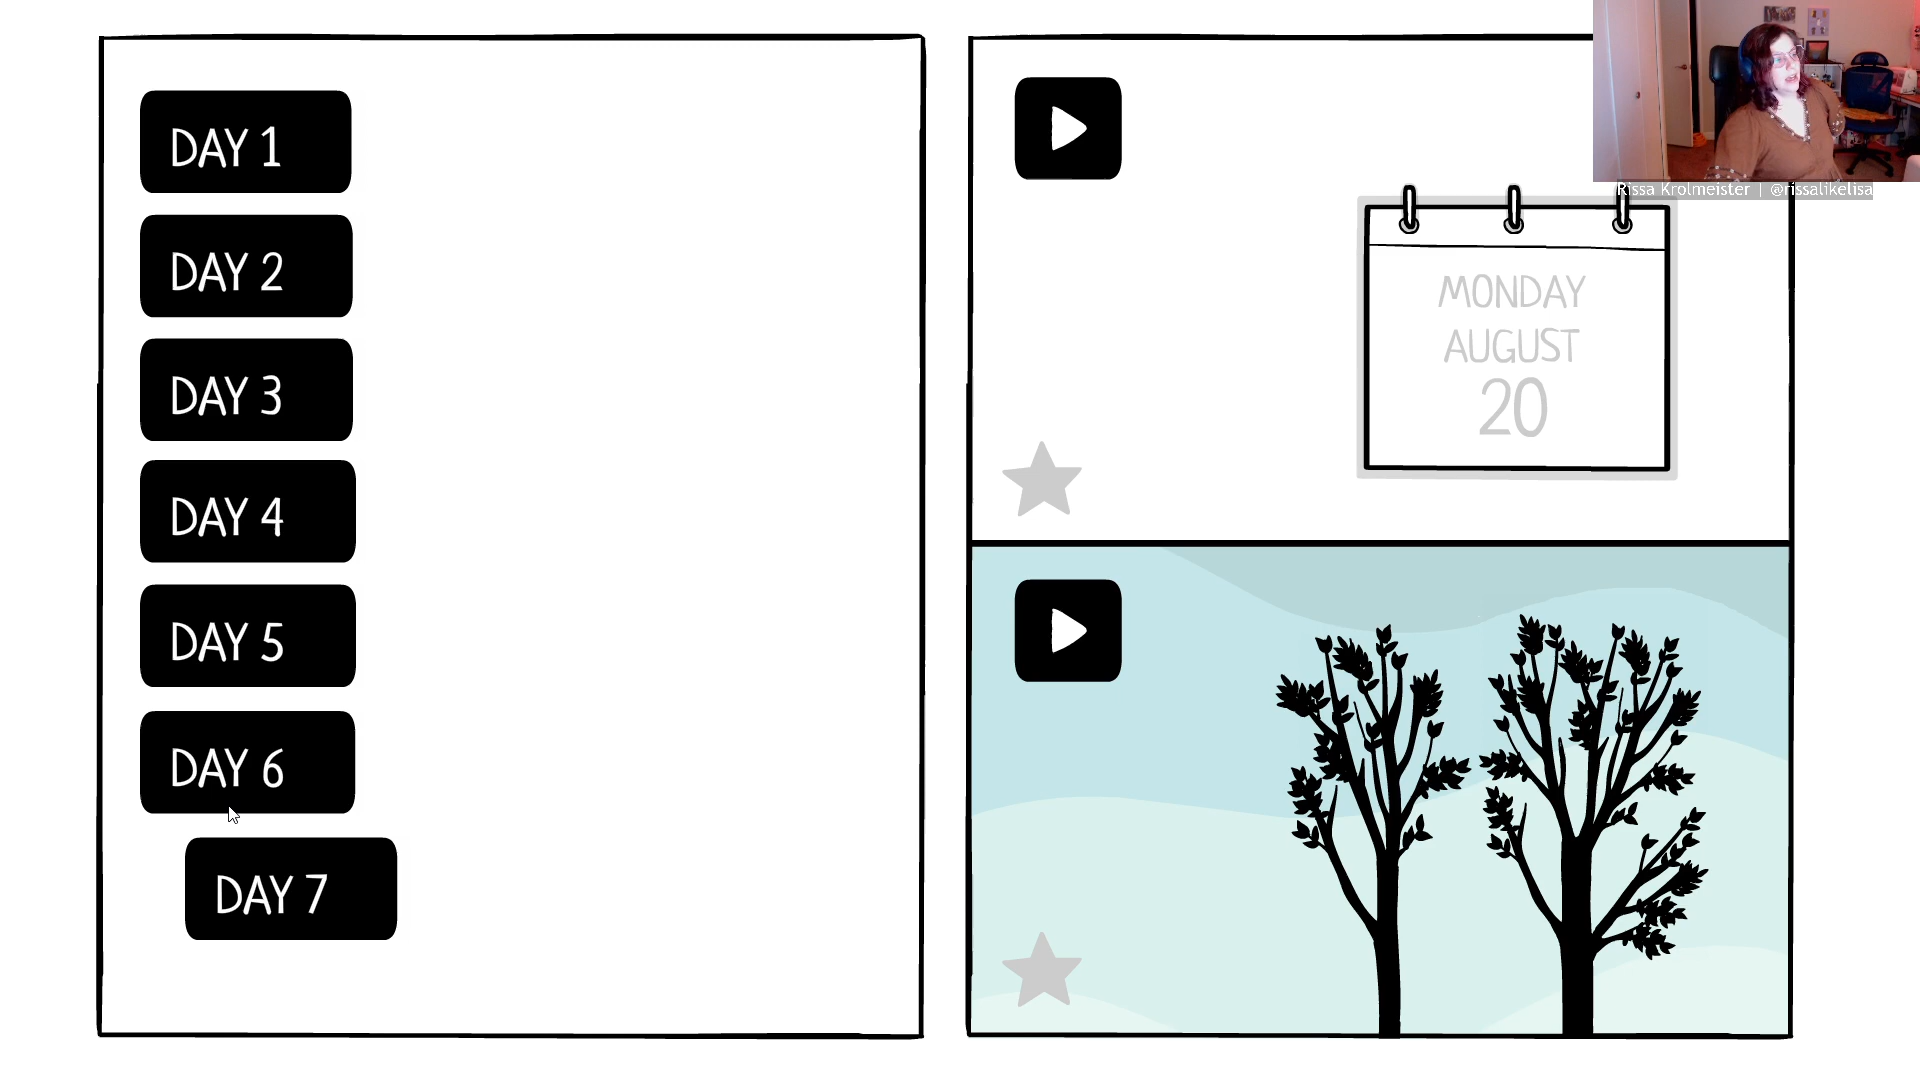 DAY 1
DAY 2
DAY 3
DAY 4
DAY 5
DAY 6
DAY 7
Rissa Krolmeister | @rissalikelisa
MONDAY
AUGUST
20